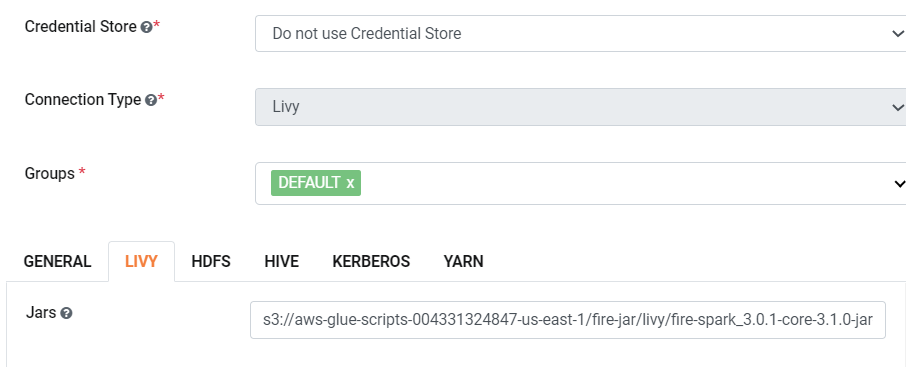 Credential Store ?*
Do not use Credential Store
Connection Type ?*
Livy
Groups *
DEFAULT x
GENERAL LIVY HDFS HIVE KERBEROS YARN
Jars ?
s3://aws-glue-scripts-004331324847-us-east-1/fire-jar/livy/fire-spark_3.0.1-core-3.1.0-jar